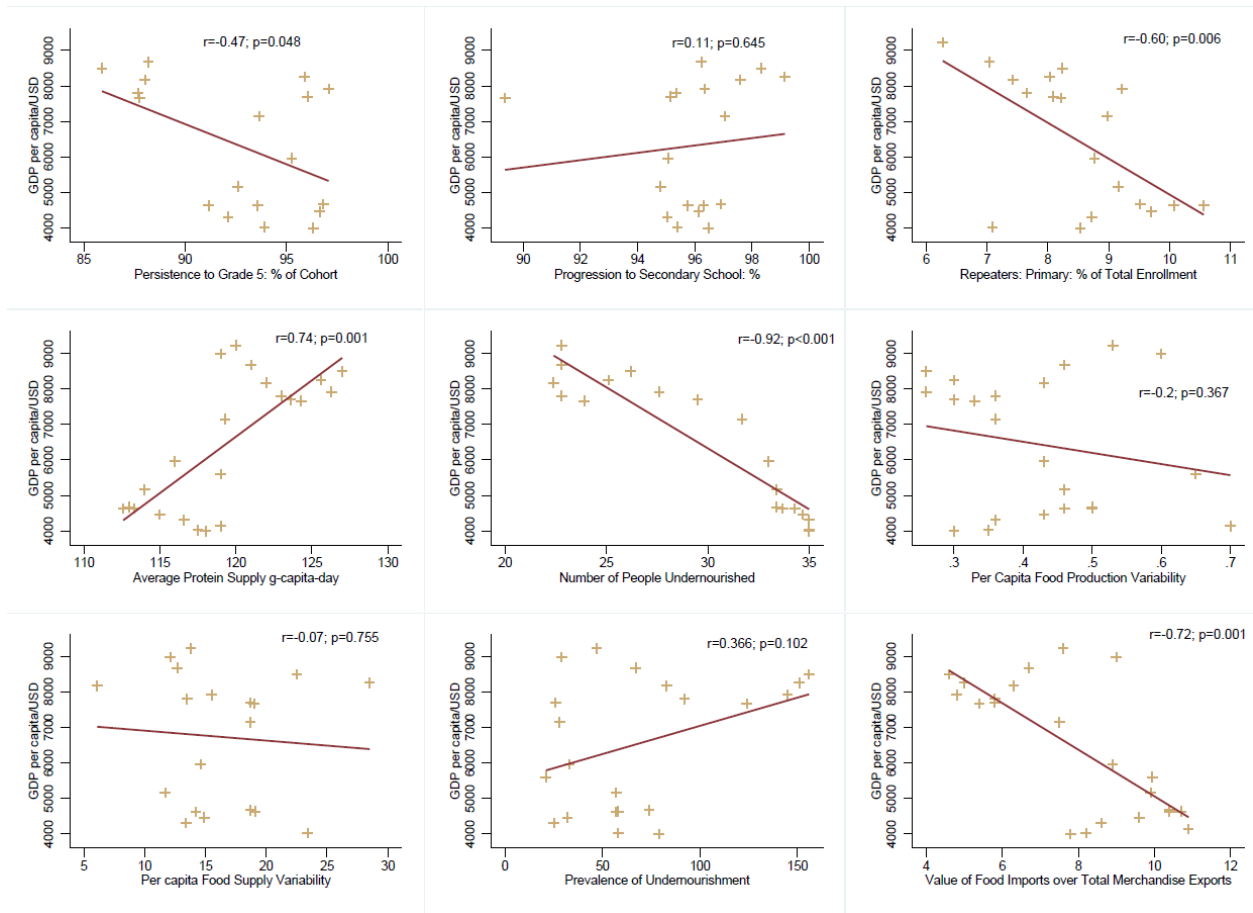 r=-0.47; p=0.048
GDP per capita/USD
4000 5000 6000 7000 8000 9000
85 90 95 100
Persistence to Grade 5: % of Cohort
r=0.11; p=0.645
GDP per capita/USD
4000 5000 6000 7000 8000 9000
90 92 94 96 98 100
Progression to Secondary School: %
r=-0.60; p=0.006
GDP per capita/USD
4000 5000 6000 7000 8000 9000
6 7 8 9 10 11
Repeaters: Primary: % of Total Enrollment
r=0.74; p=0.001
GDP per capita/USD
4000 5000 6000 7000 8000 9000
110 115 120 125 130
Average Protein Supply g-capita-day
r=-0.92; p<0.001
GDP per capita/USD
4000 5000 6000 7000 8000 9000
20 25 30 35
Number of People Undernourished
r=-0.2; p=0.367
GDP per capita/USD
4000 5000 6000 7000 8000 9000
.3 .4 .5 .6 .7
Per Capita Food Production Variability
r=-0.07; p=0.755
GDP per capita/USD
4000 5000 6000 7000 8000 9000
5 10 15 20 25 30
Per capita Food Supply Variability
r=0.366; p=0.102
GDP per capita/USD
4000 5000 6000 7000 8000 9000
0 50 100 150
Prevalence of Undernourishment
r=-0.72; p=0.001
GDP per capita/USD
4000 5000 6000 7000 8000 9000
4 6 8 10 12
Value of Food Imports over Total Merchandise Exports